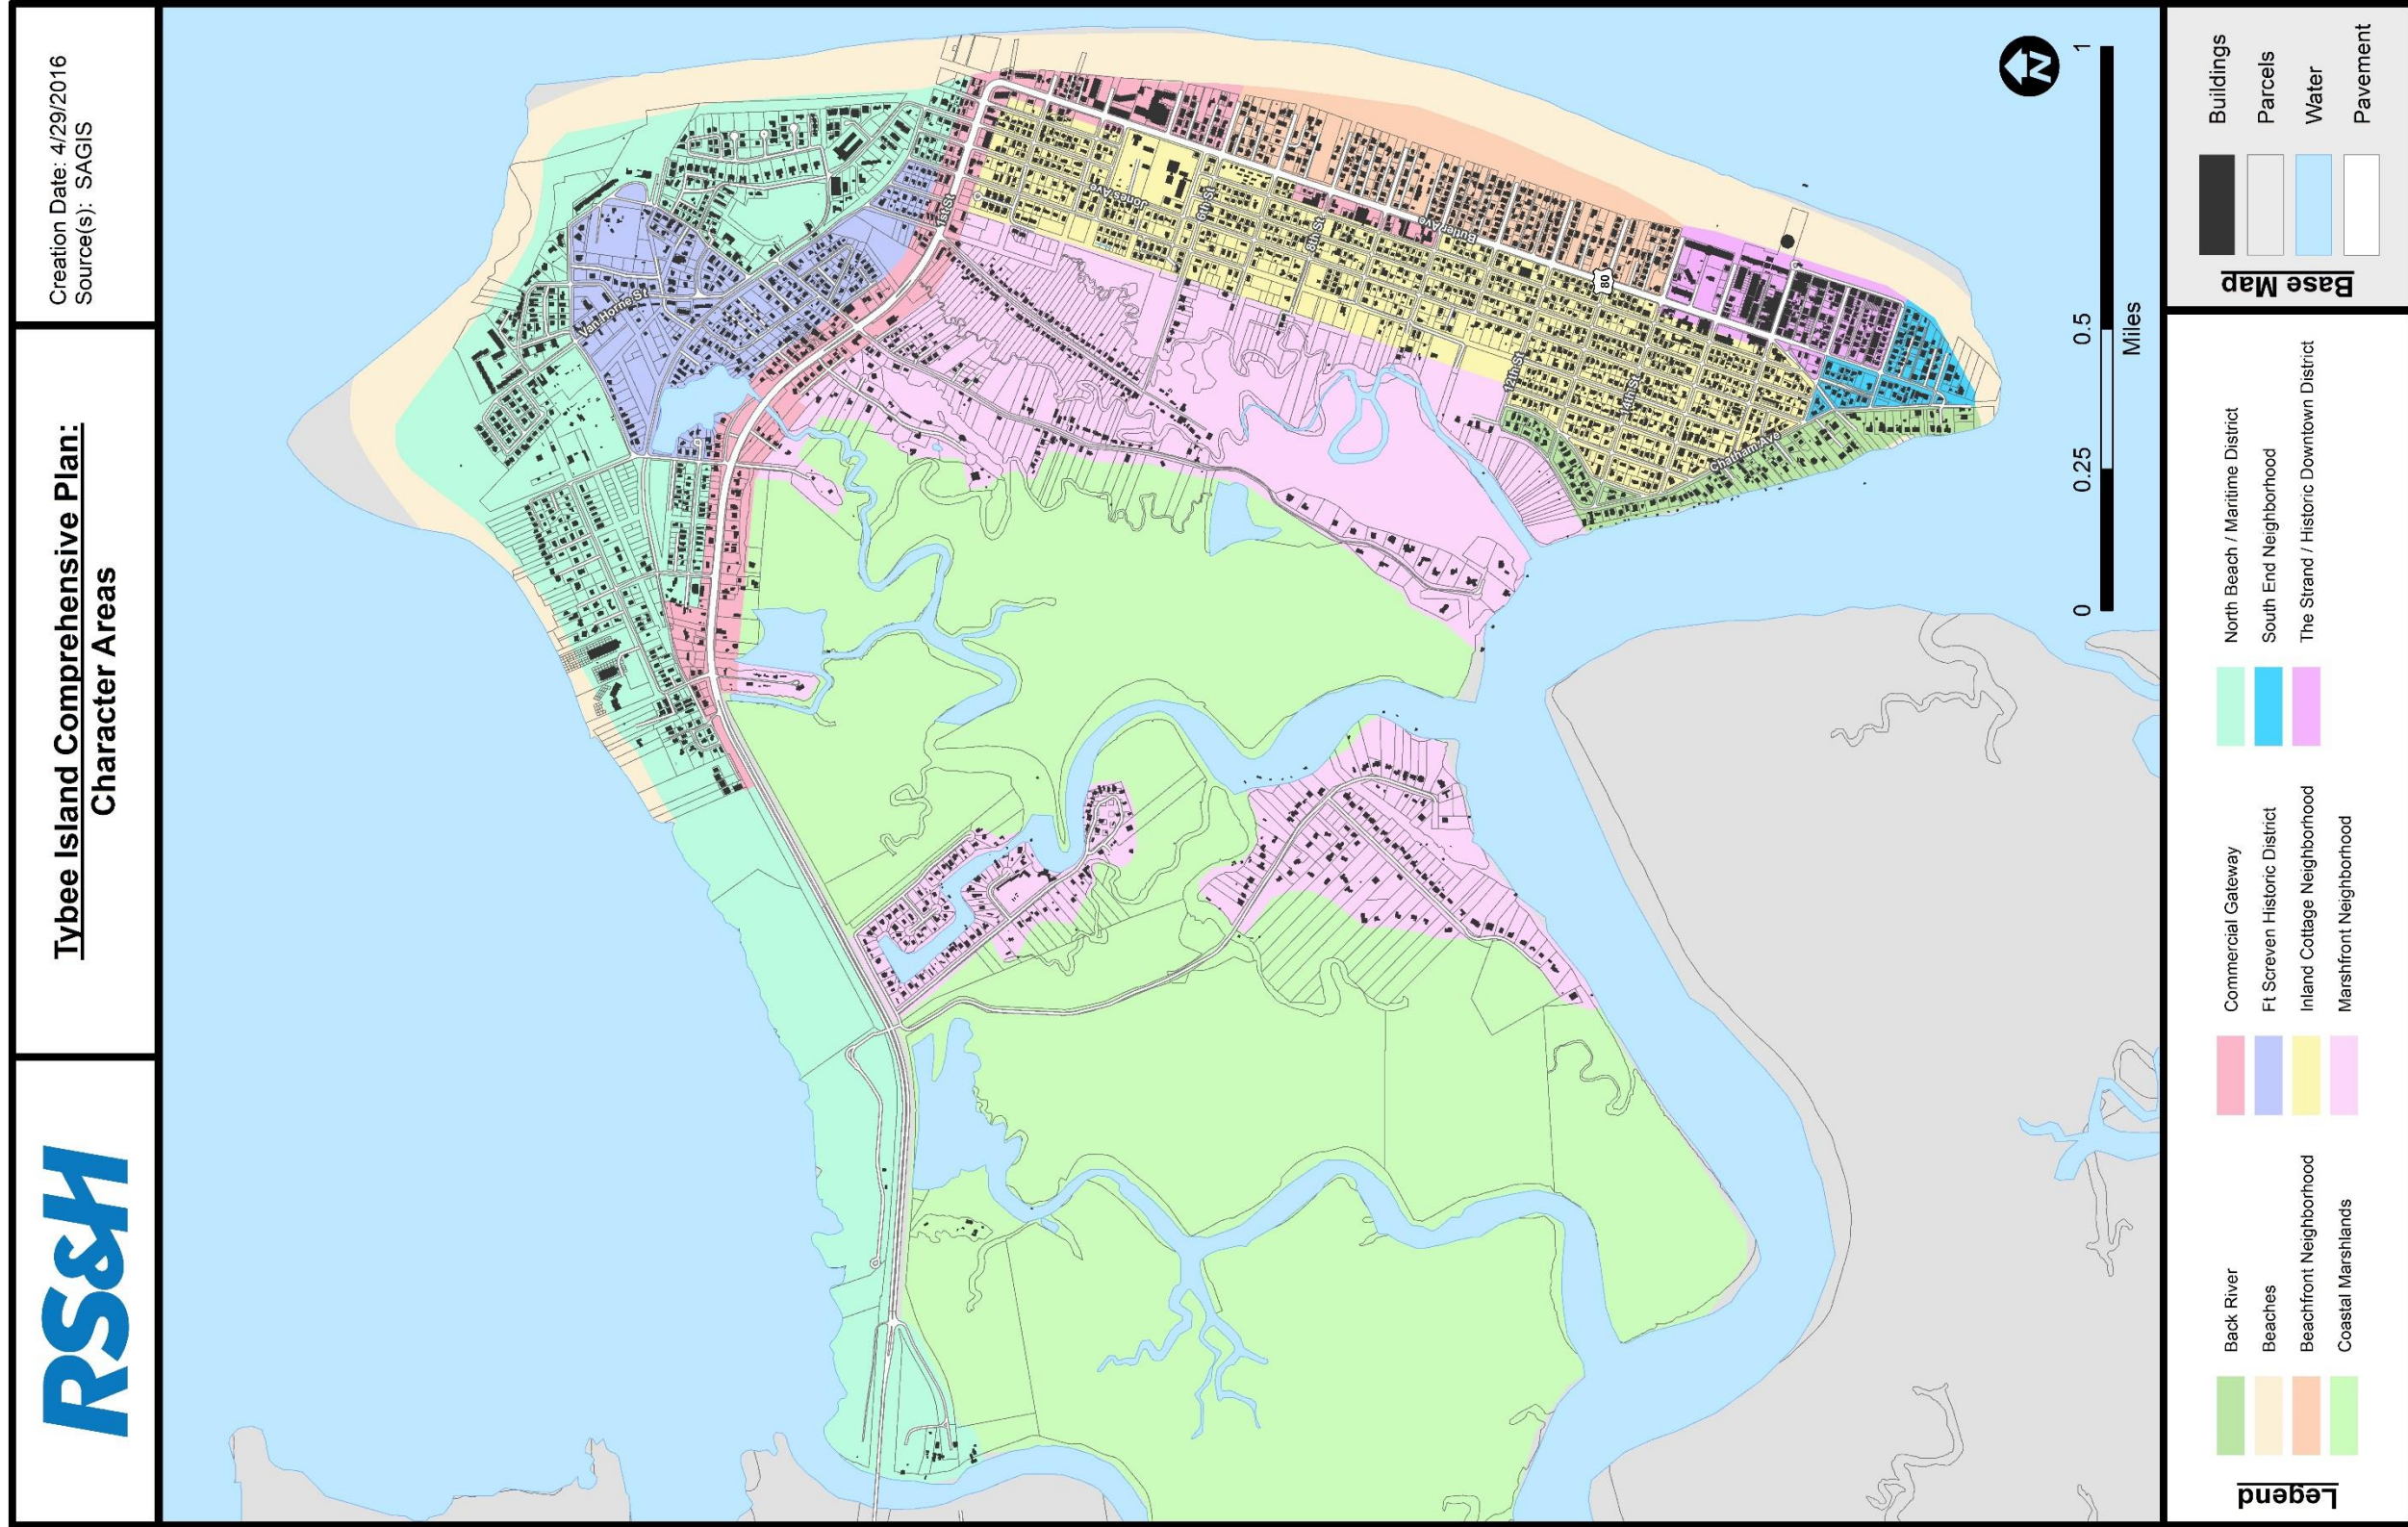 RS&H
Tybee Island Comprehensive Plan:
Character Areas
Creation Date: 4/29/2016
Source(s): SAGIS
Van Horne St
1st St
Jones Ave
6th St
8th St
Butler Ave
80
12th St
14th St
Chatham Ave
N
0
0.25
0.5
1
Miles
Legend
Back River
Beaches
Beachfront Neighborhood
Coastal Marshlands
Commercial Gateway
Ft Screven Historic District
Inland Cottage Neighborhood
Marshfront Neighborhood
North Beach / Maritime District
South End Neighborhood
The Strand / Historic Downtown District
Base Map
Buildings
Parcels
Water
Pavement